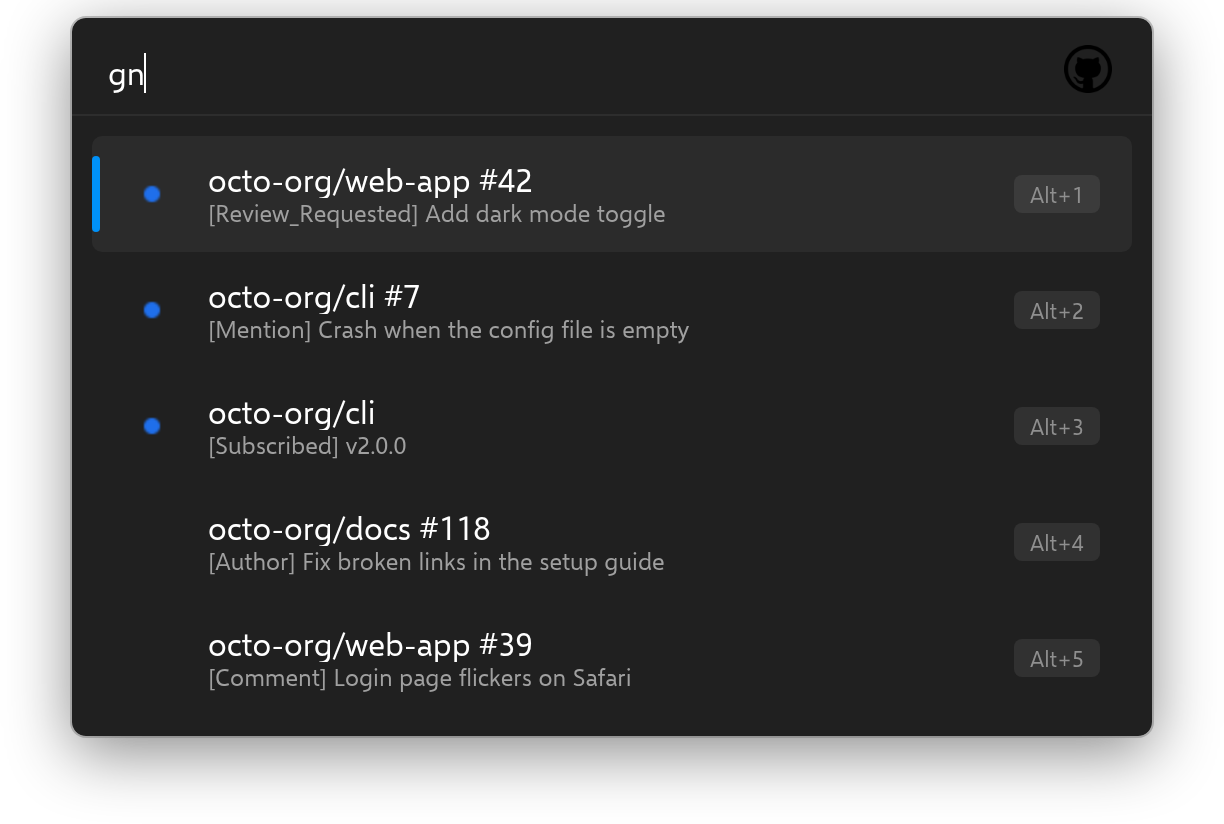 gn
octo-org/web-app #42
[Review_Requested] Add dark mode toggle
Alt+1
octo-org/cli #7
[Mention] Crash when the config file is empty
Alt+2
octo-org/cli
[Subscribed] v2.0.0
Alt+3
octo-org/docs #118
[Author] Fix broken links in the setup guide
Alt+4
octo-org/web-app #39
[Comment] Login page flickers on Safari
Alt+5